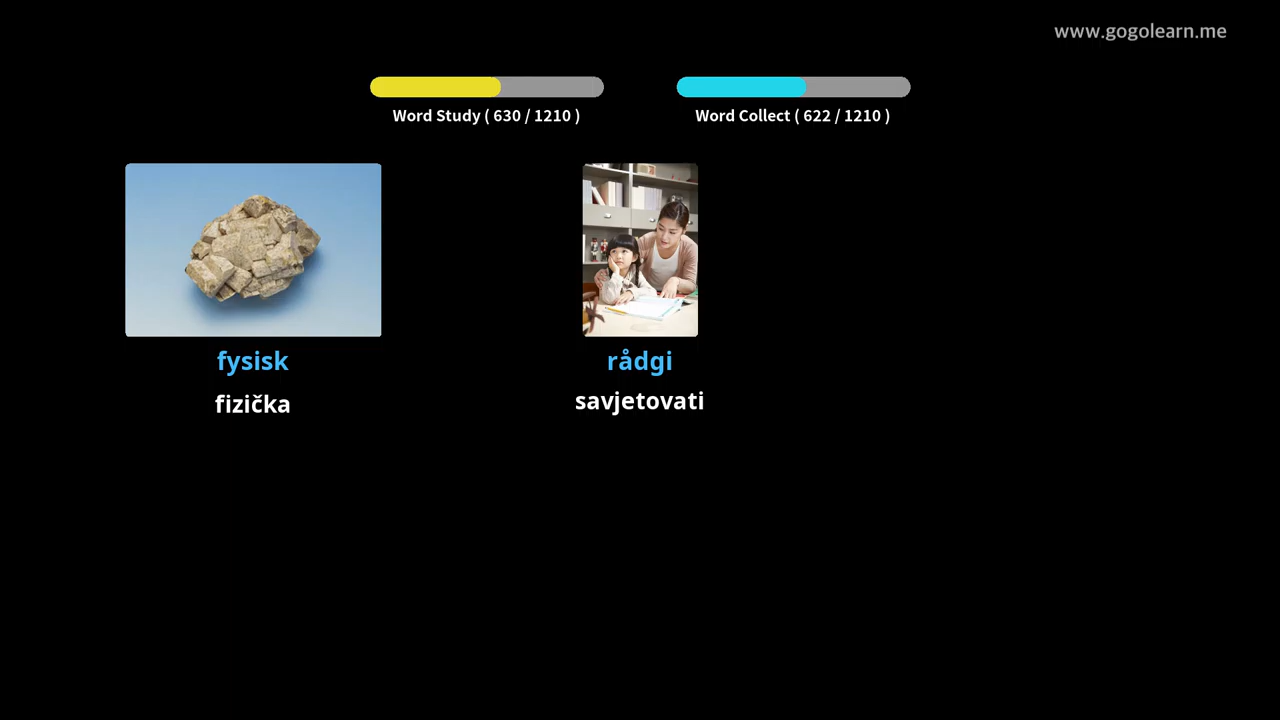 www.gogolearn.me
Word Study ( 630 / 1210 )
Word Collect ( 622 / 1210 )
fysisk
fizička
rådgi
savjetovati